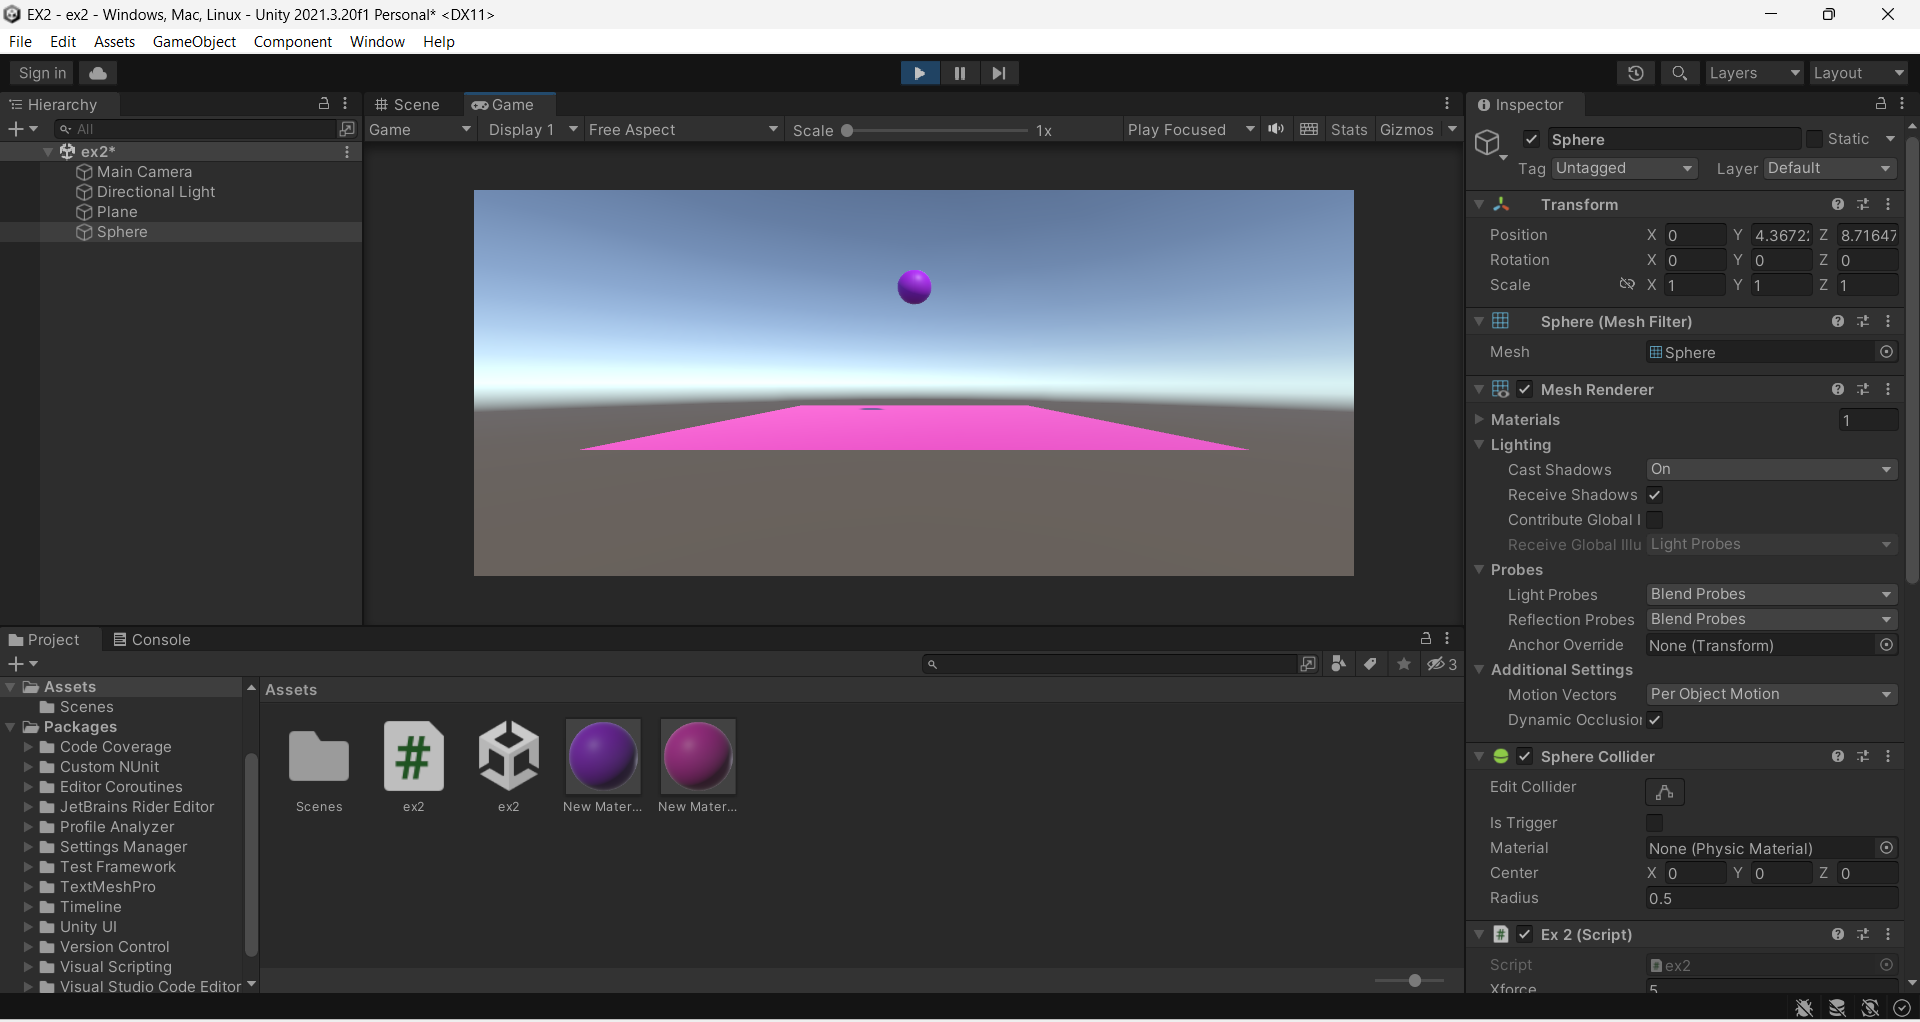 EX2 - ex2 - Windows, Mac, Linux - Unity 2021.3.20f1 Personal* <DX11>
File Edit Assets GameObject Component Window Help
Sign in
Layers
Layout
Hierarchy
All
ex2*
Main Camera
Directional Light
Plane
Sphere
Scene
Game
Game Display 1 Free Aspect Scale 1x Play Focused Stats Gizmos
Inspector
Sphere Static
Tag Untagged Layer Default
Transform
Position X 0 Y 4.3672 Z 8.71647
Rotation X 0 Y 0 Z 0
Scale X 1 Y 1 Z 1
Sphere (Mesh Filter)
Mesh Sphere
Mesh Renderer
Materials 1
Lighting
Cast Shadows On
Receive Shadows
Contribute Global I
Receive Global Illu Light Probes
Probes
Light Probes Blend Probes
Reflection Probes Blend Probes
Anchor Override None (Transform)
Additional Settings
Motion Vectors Per Object Motion
Dynamic Occlusion
Sphere Collider
Edit Collider
Is Trigger
Material None (Physic Material)
Center X 0 Y 0 Z 0
Radius 0.5
# Ex 2 (Script)
Script ex2
Xforce 5
Project
Console
3
Assets
Scenes
Packages
Code Coverage
Custom NUnit
Editor Coroutines
JetBrains Rider Editor
Profile Analyzer
Settings Manager
Test Framework
TextMeshPro
Timeline
Unity UI
Version Control
Visual Scripting
Visual Studio Code Editor
Assets
#
Scenes ex2 ex2 New Mater... New Mater...